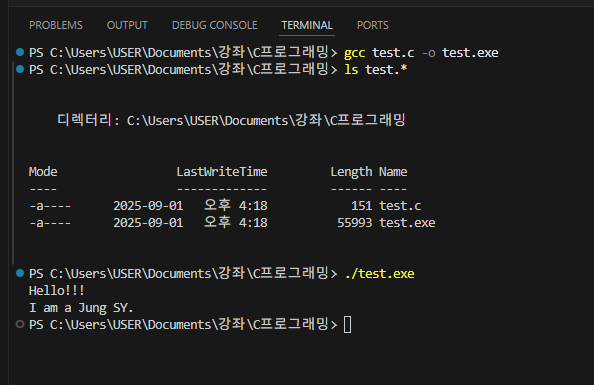 PROBLEMS OUTPUT DEBUG CONSOLE TERMINAL PORTS
PS C:\Users\USER\Documents\강좌\C프로그래밍> gcc test.c -o test.exe
PS C:\Users\USER\Documents\강좌\C프로그래밍> ls test.*
디렉터리: C:\Users\USER\Documents\강좌\C프로그래밍
Mode LastWriteTime Length Name
---- ------------- ------ ----
-a---- 2025-09-01 오후 4:18 151 test.c
-a---- 2025-09-01 오후 4:18 55993 test.exe
PS C:\Users\USER\Documents\강좌\C프로그래밍> ./test.exe
Hello!!!
I am a Jung SY.
PS C:\Users\USER\Documents\강좌\C프로그래밍>